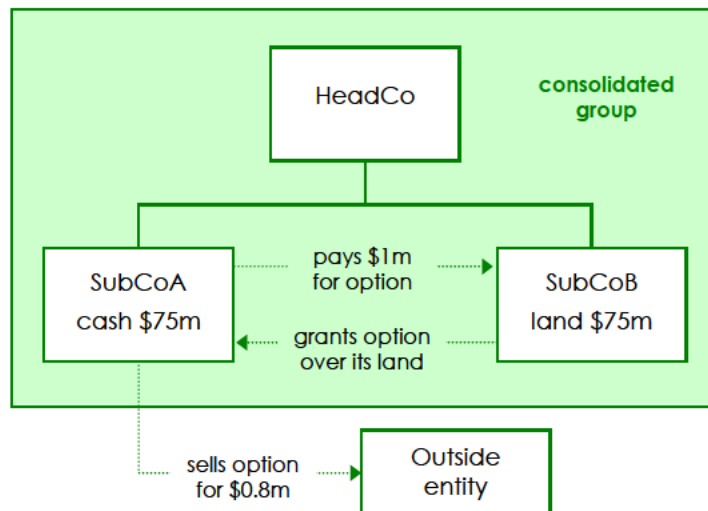 HeadCo
consolidated
group
pays $1m
for option
SubCoA
cash $75m
SubCoB
land $75m
grants option
over its land
sells option
for $0.8m
Outside
entity